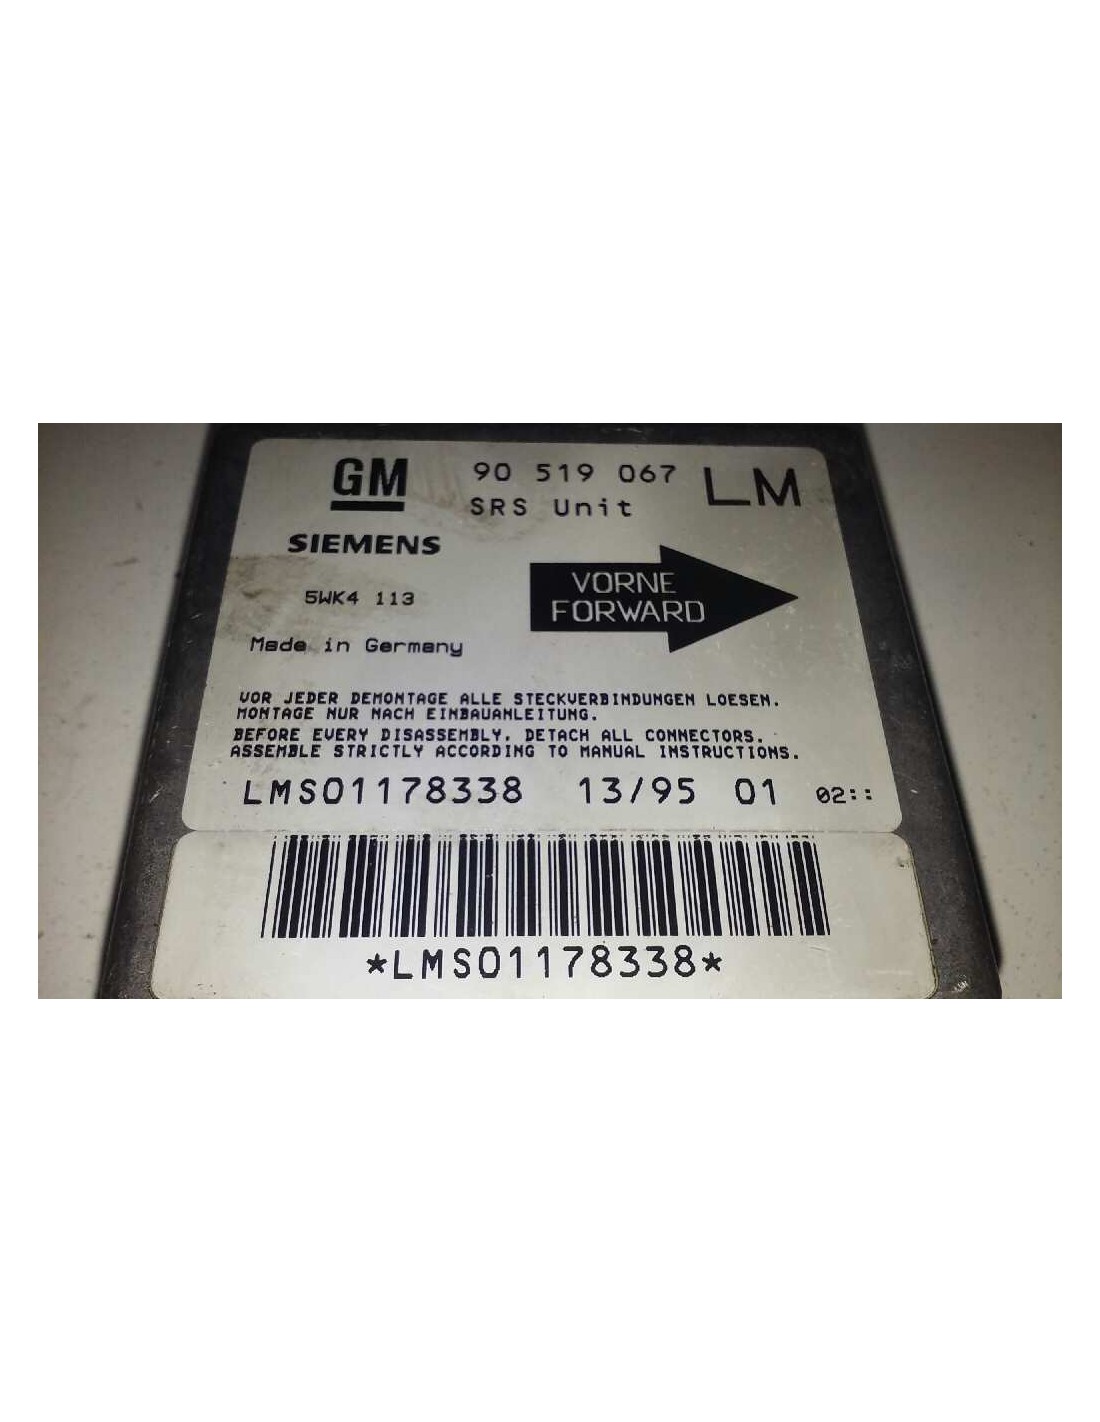 GM
90 519 067 LM
SRS Unit
SIEMENS
5WK4 113
VORNE
FORWARD
Made in Germany
VOR JEDER DEMONTAGE ALLE STECKVERBINDUNGEN LOESEN.
MONTAGE NUR NACH EINBAUANLEITUNG.
BEFORE EVERY DISASSEMBLY, DETACH ALL CONNECTORS.
ASSEMBLE STRICTLY ACCORDING TO MANUAL INSTRUCTIONS.
LMS01178338 13/95 01 02::
*LMS01178338*